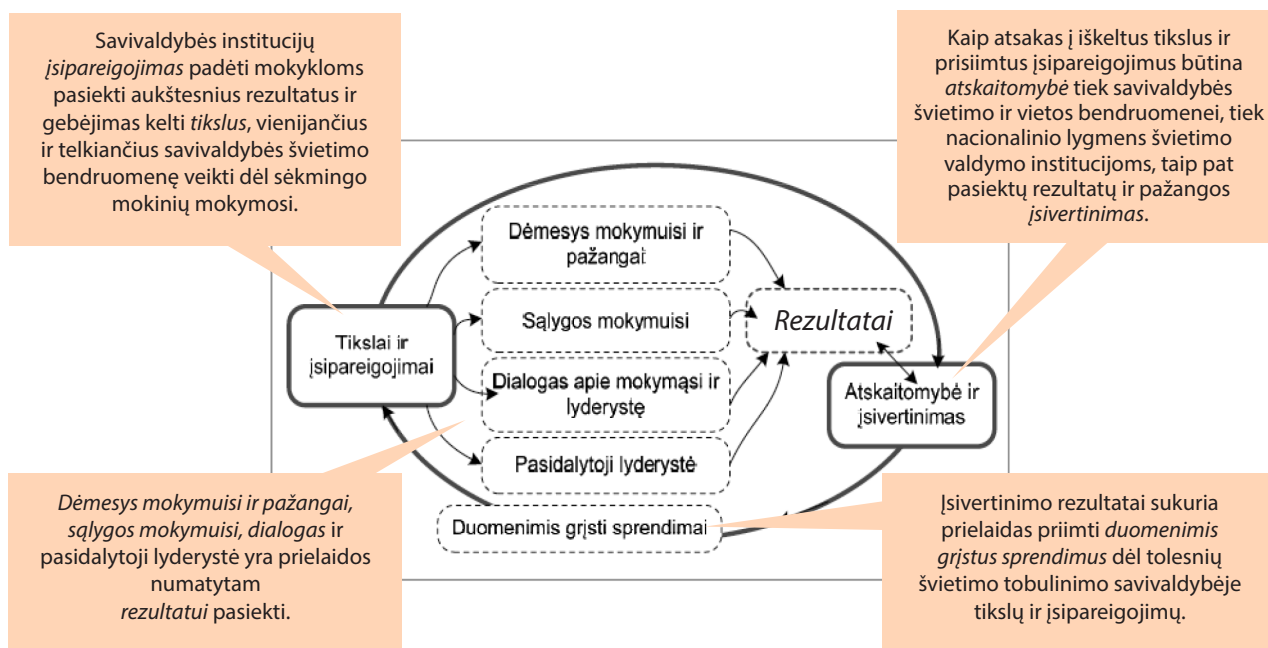 Savivaldybės institucijų
įsipareigojimas padėti mokykloms
pasiekti aukštesnius rezultatus ir
gebėjimas kelti tikslus, vienijančius
ir telkiančius savivaldybės švietimo
bendruomenę veikti dėl sėkmingo
mokinių mokymosi.
Kaip atsakas į iškeltus tikslus ir
prisiimtus įsipareigojimus būtina
atskaitomybė tiek savivaldybės
švietimo ir vietos bendruomenei, tiek
nacionalinio lygmens švietimo
valdymo institucijoms, taip pat
pasiektų rezultatų ir pažangos
įsivertinimas.
Dėmesys mokymuisi ir
pažangai
Sąlygos mokymuisi
Rezultatai
Tikslai ir
įsipareigojimai
Dialogas apie mokymąsi ir
lyderystę
Atskaitomybė ir
įsivertinimas
Pasidalytoji lyderystė
Duomenimis grįsti sprendimai
Dėmesys mokymuisi ir pažangai,
sąlygos mokymuisi, dialogas ir
pasidalytoji lyderystė yra prielaidos
numatytam
rezultatui pasiekti.
Įsivertinimo rezultatai sukuria
prielaidas priimti duomenimis
grįstus sprendimus dėl tolesnių
švietimo tobulinimo savivaldybėje
tikslų ir įsipareigojimų.